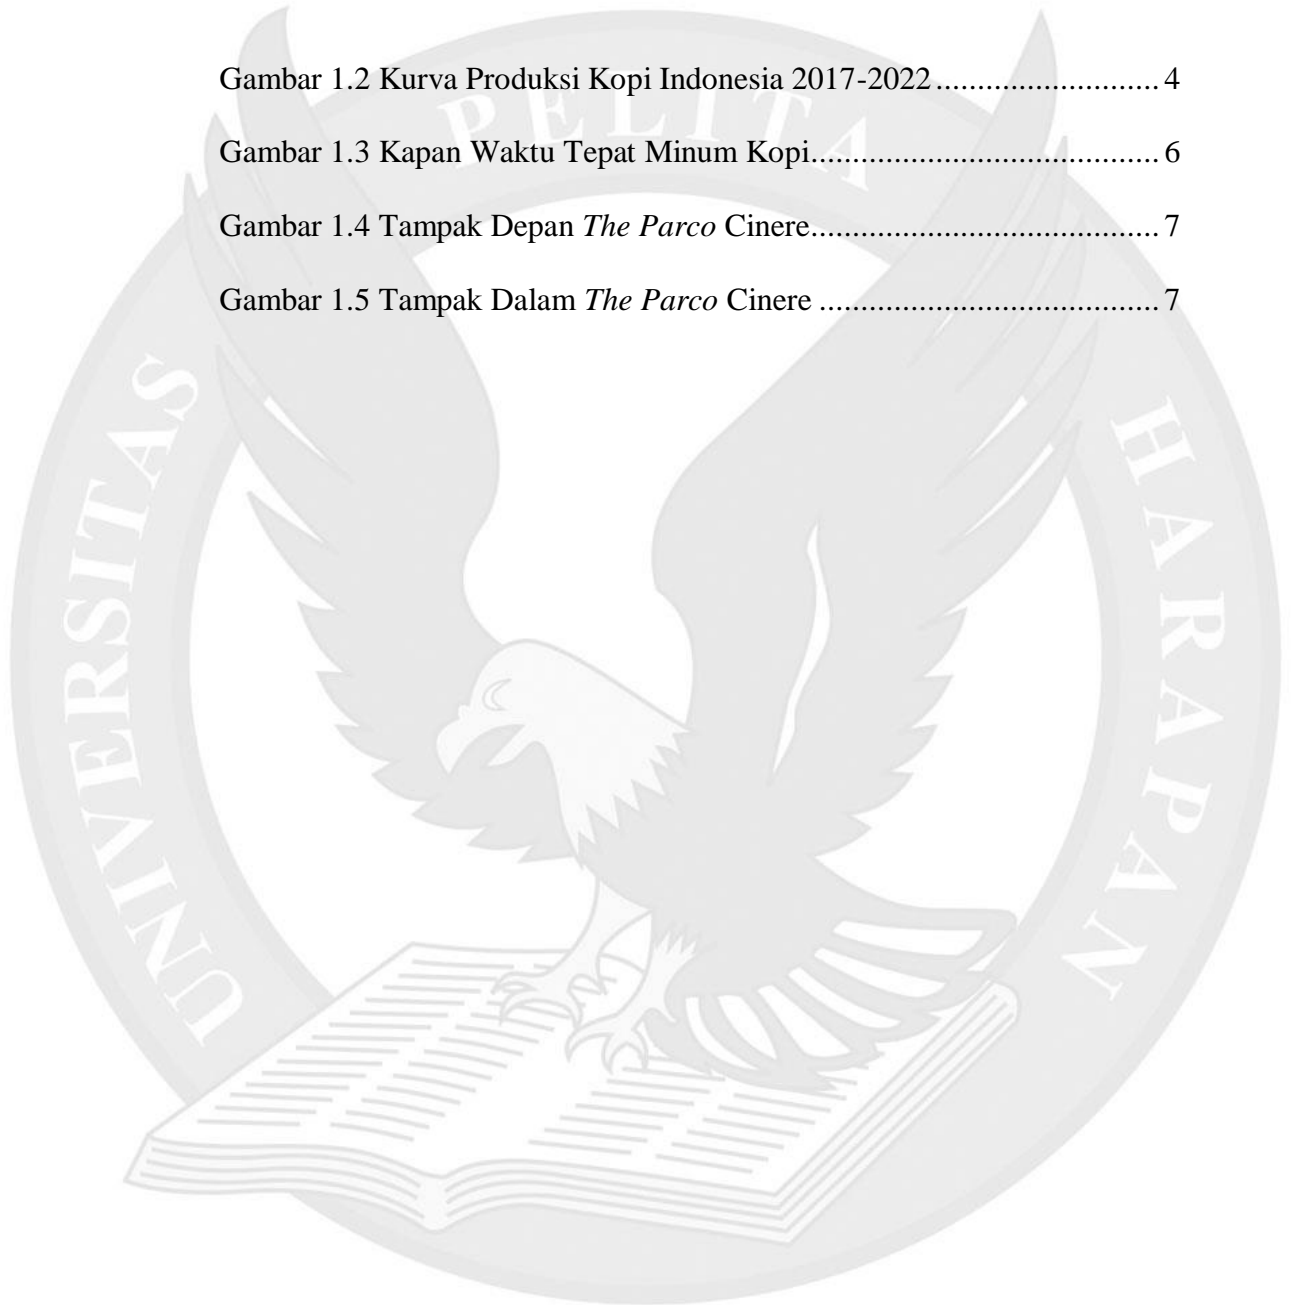 Gambar 1.2 Kurva Produksi Kopi Indonesia 2017-2022 ........................... 4
Gambar 1.3 Kapan Waktu Tepat Minum Kopi.......................................... 6
Gambar 1.4 Tampak Depan The Parco Cinere.......................................... 7
Gambar 1.5 Tampak Dalam The Parco Cinere ......................................... 7
UNIVERSITAS
PELITA
HARAPAN